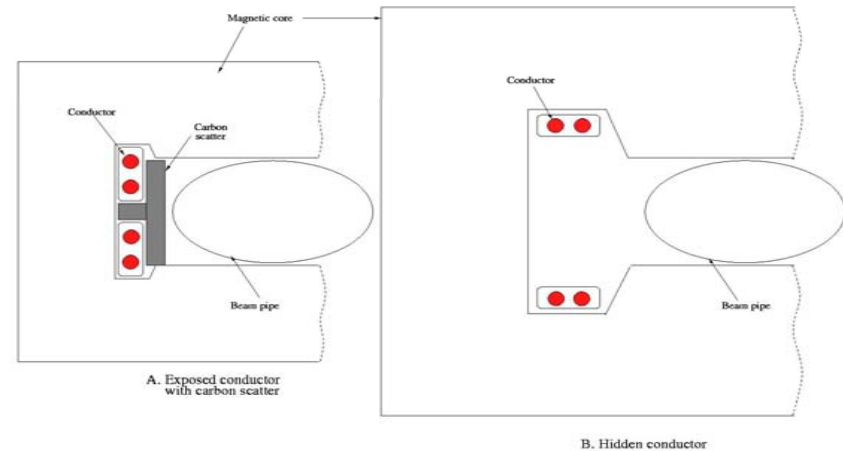 Magnetic core
Conductor
Conductor
Carbon
scatter
Beam pipe
Beam pipe
A. Exposed conductor
with carbon scatter
B. Hidden conductor